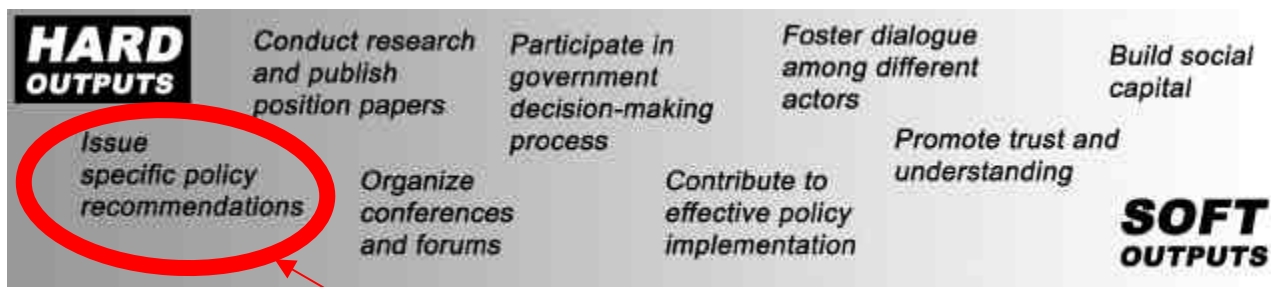 HARD
OUTPUTS
Conduct research
and publish
position papers
Participate in
government
decision-making
process
Foster dialogue
among different
actors
Build social
capital
Issue
specific policy
recommendations
Organize
conferences
and forums
Contribute to
effective policy
implementation
Promote trust and
understanding
SOFT
OUTPUTS